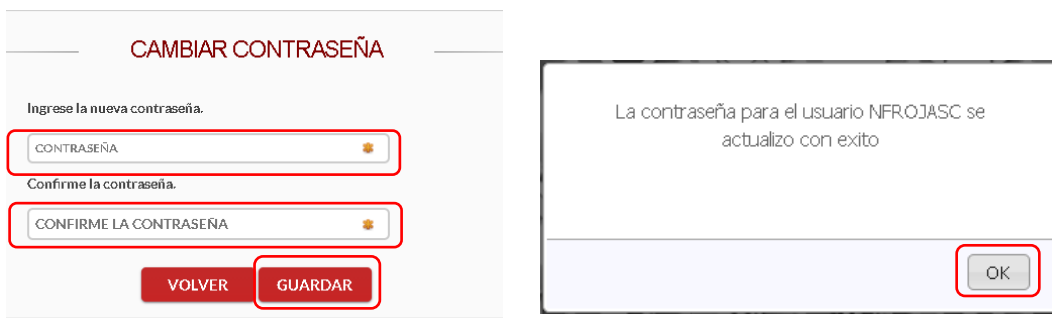 CAMBIAR CONTRASEÑA
Ingrese la nueva contraseña.
CONTRASEÑA
Confirme la contraseña.
CONFIRME LA CONTRASEÑA
VOLVER
GUARDAR
La contraseña para el usuario NFROJASC se
actualizo con exito
OK